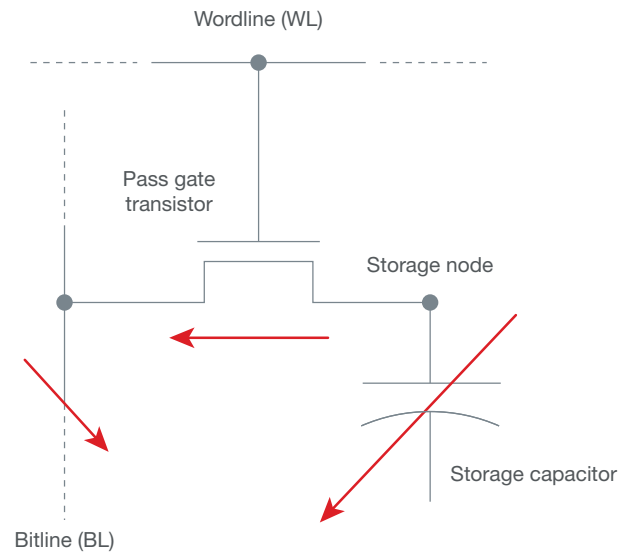 Wordline (WL)
Pass gate
transistor
Storage node
Storage capacitor
Bitline (BL)